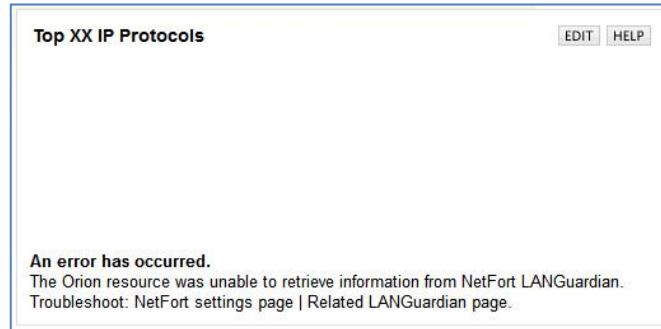 Top XX IP Protocols
EDIT HELP
An error has occurred.
The Orion resource was unable to retrieve information from NetFort LANGuardian.
Troubleshoot: NetFort settings page | Related LANGuardian page.